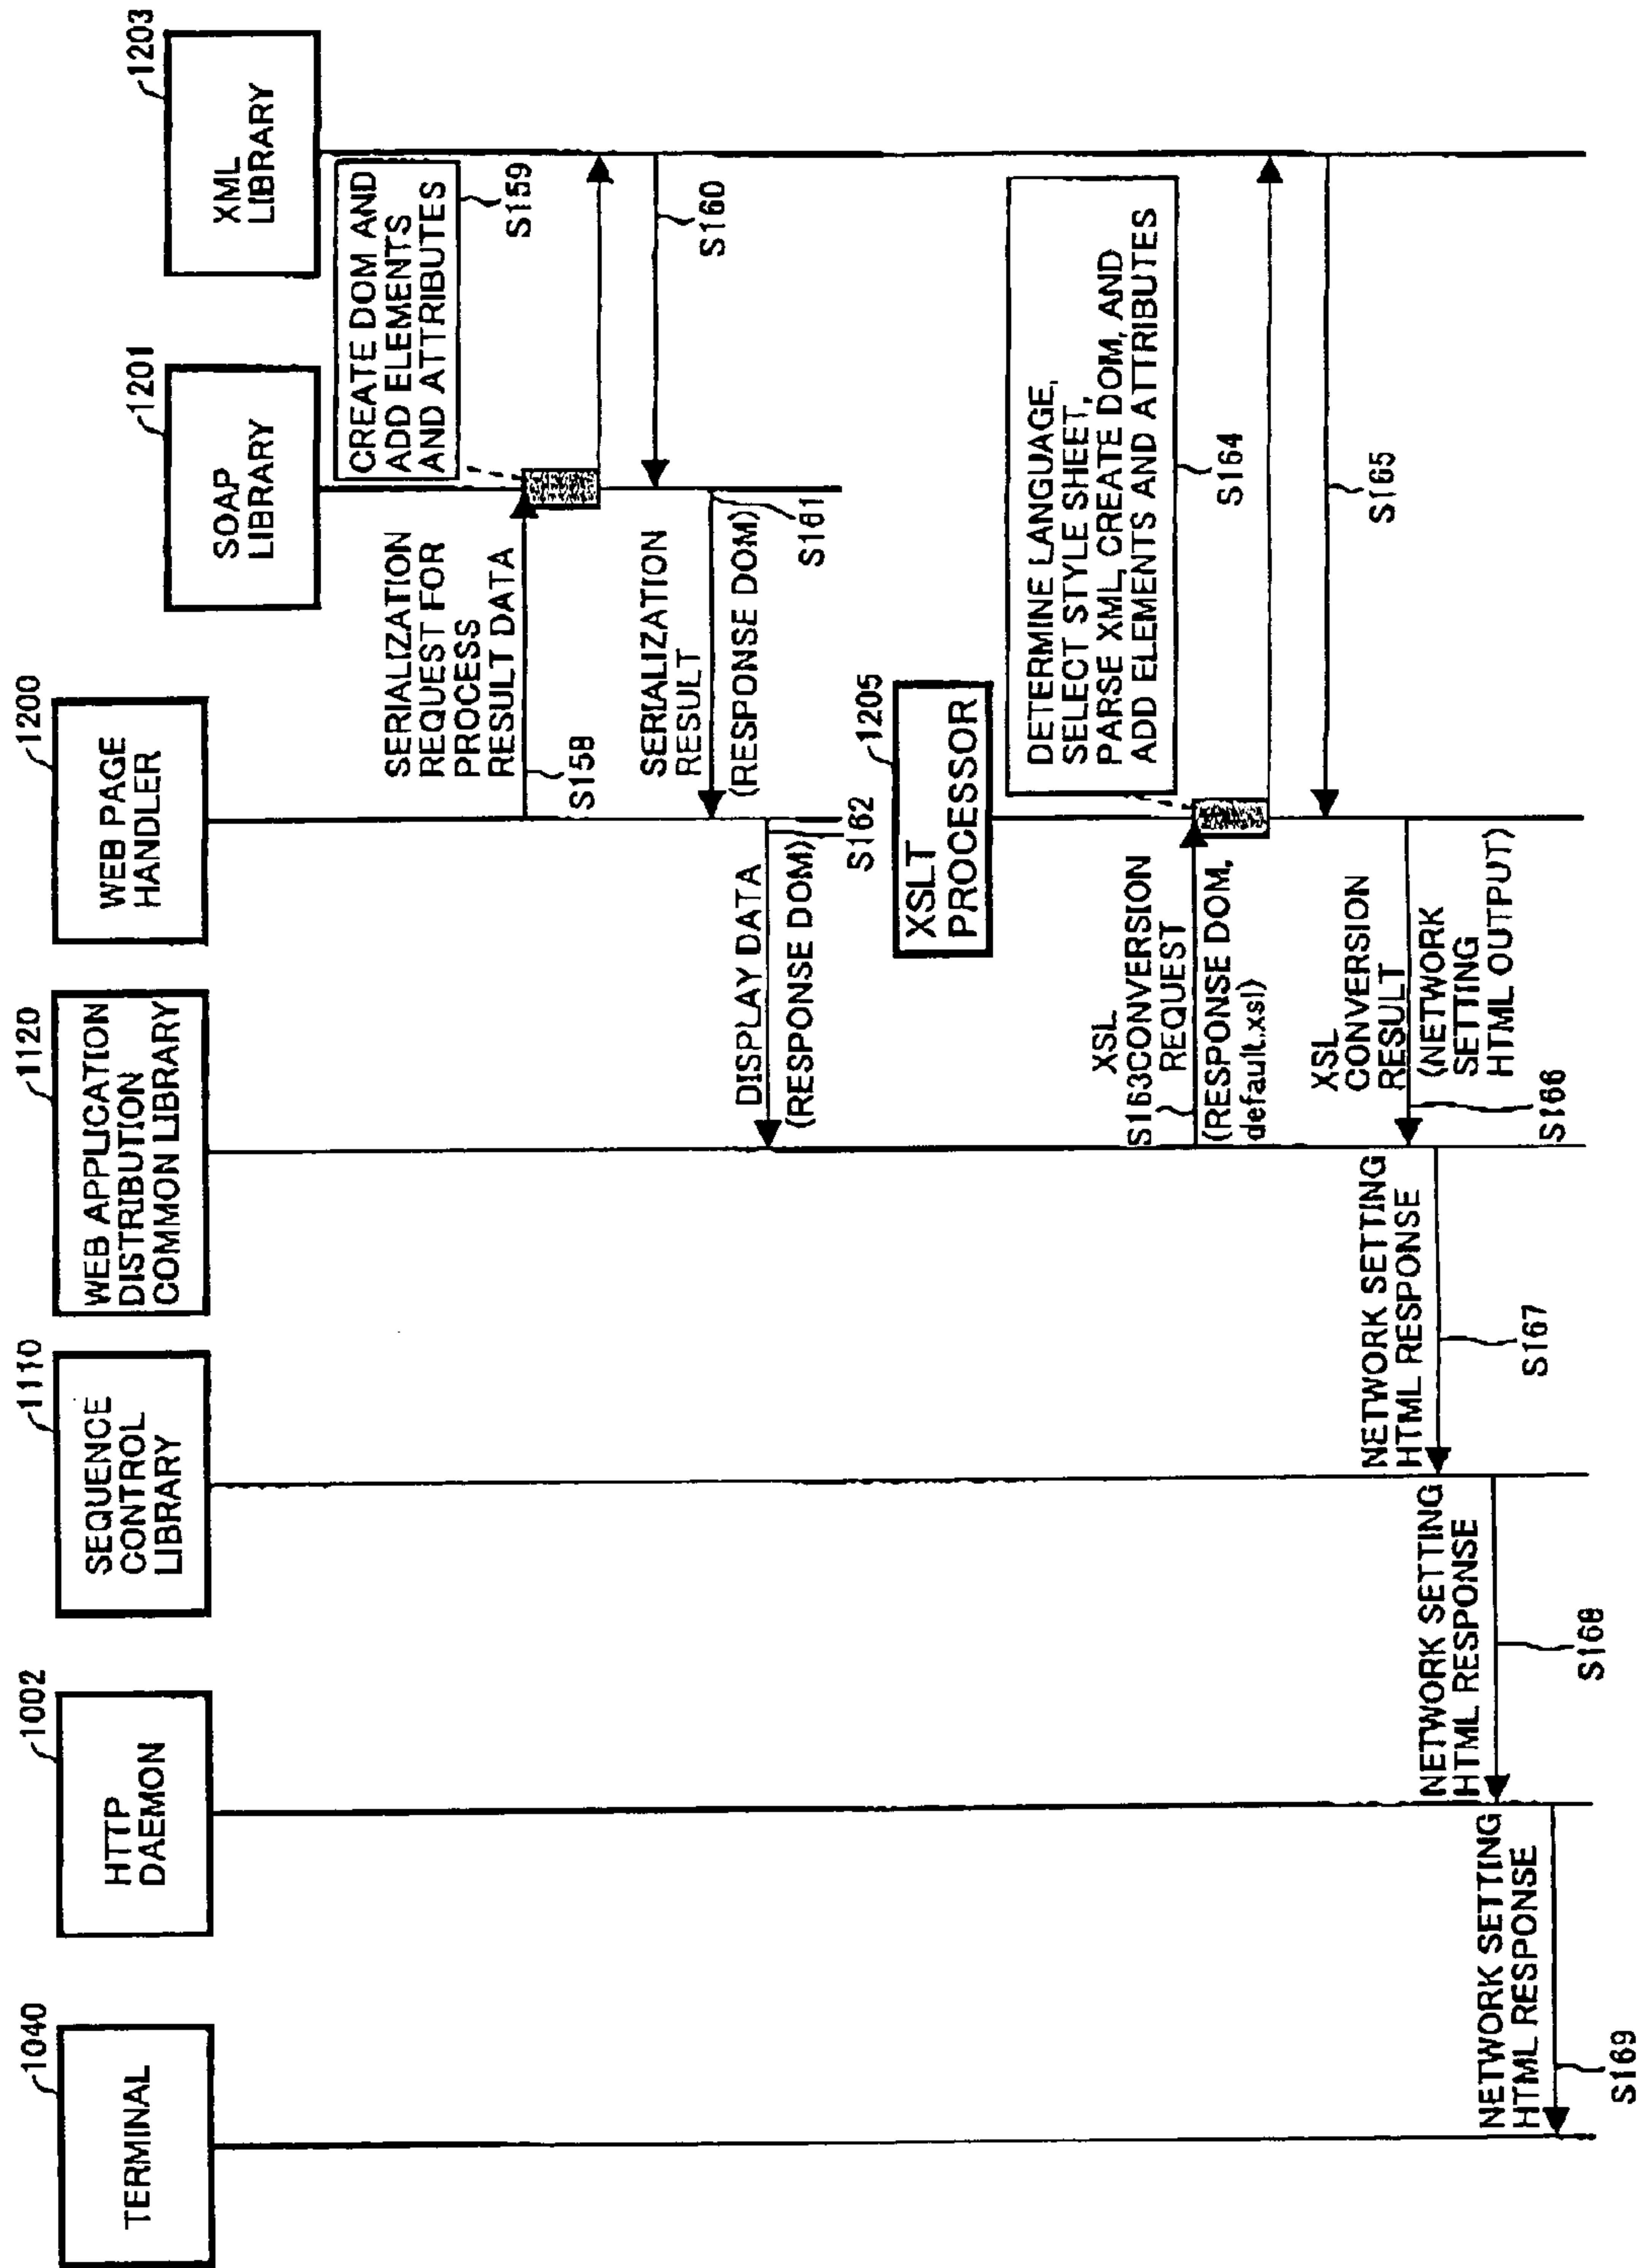 1040
TERMINAL
1002
HTTP
DAEMON
1110
SEQUENCE
CONTROL
LIBRARY
1120
WEB APPLICATION
DISTRIBUTION
COMMON LIBRARY
1200
WEB PAGE
HANDLER
1201
SOAP
LIBRARY
1203
XML
LIBRARY
CREATE DOM AND
ADD ELEMENTS
AND ATTRIBUTES
S159
SERIALIZATION
REQUEST FOR
PROCESS
RESULT DATA
S158
S160
SERIALIZATION
RESULT
(RESPONSE DOM)
S161
DISPLAY DATA
(RESPONSE DOM)
S162
1205
XSLT
PROCESSOR
DETERMINE LANGUAGE,
SELECT STYLE SHEET,
PARSE XML, CREATE DOM, AND
ADD ELEMENTS AND ATTRIBUTES
S164
XSL
S163CONVERSION
REQUEST
(RESPONSE DOM,
default.xsl)
S165
XSL
CONVERSION
RESULT
(NETWORK
SETTING
HTML OUTPUT)
S166
NETWORK SETTING
HTML RESPONSE
S167
NETWORK SETTING
HTML RESPONSE
S168
NETWORK SETTING
HTML RESPONSE
S169